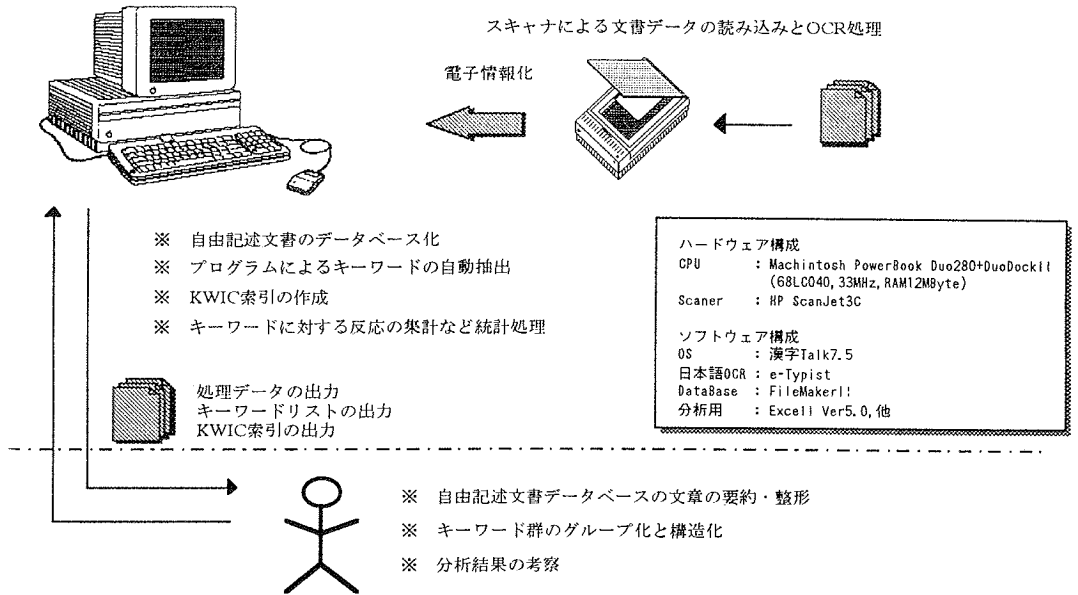 スキャナによる文書データの読み込みとOCR処理
電子情報化
※ 自由記述文書のデータベース化
※ プログラムによるキーワードの自動抽出
※ KWIC索引の作成
※ キーワードに対する反応の集計など統計処理
ハードウェア構成
CPU : Machintosh PowerBook Duo280+DuoDockII
(68LC040,33MHz,RAM12MByte)
Scaner : HP ScanJet3C
ソフトウェア構成
OS : 漢字Talk7.5
日本語OCR : e-Typist
DataBase : FileMakerII
分析用 : Excell Ver5.0,他
処理データの出力
キーワードリストの出力
KWIC索引の出力
※ 自由記述文書データベースの文章の要約・整形
※ キーワード群のグループ化と構造化
※ 分析結果の考察